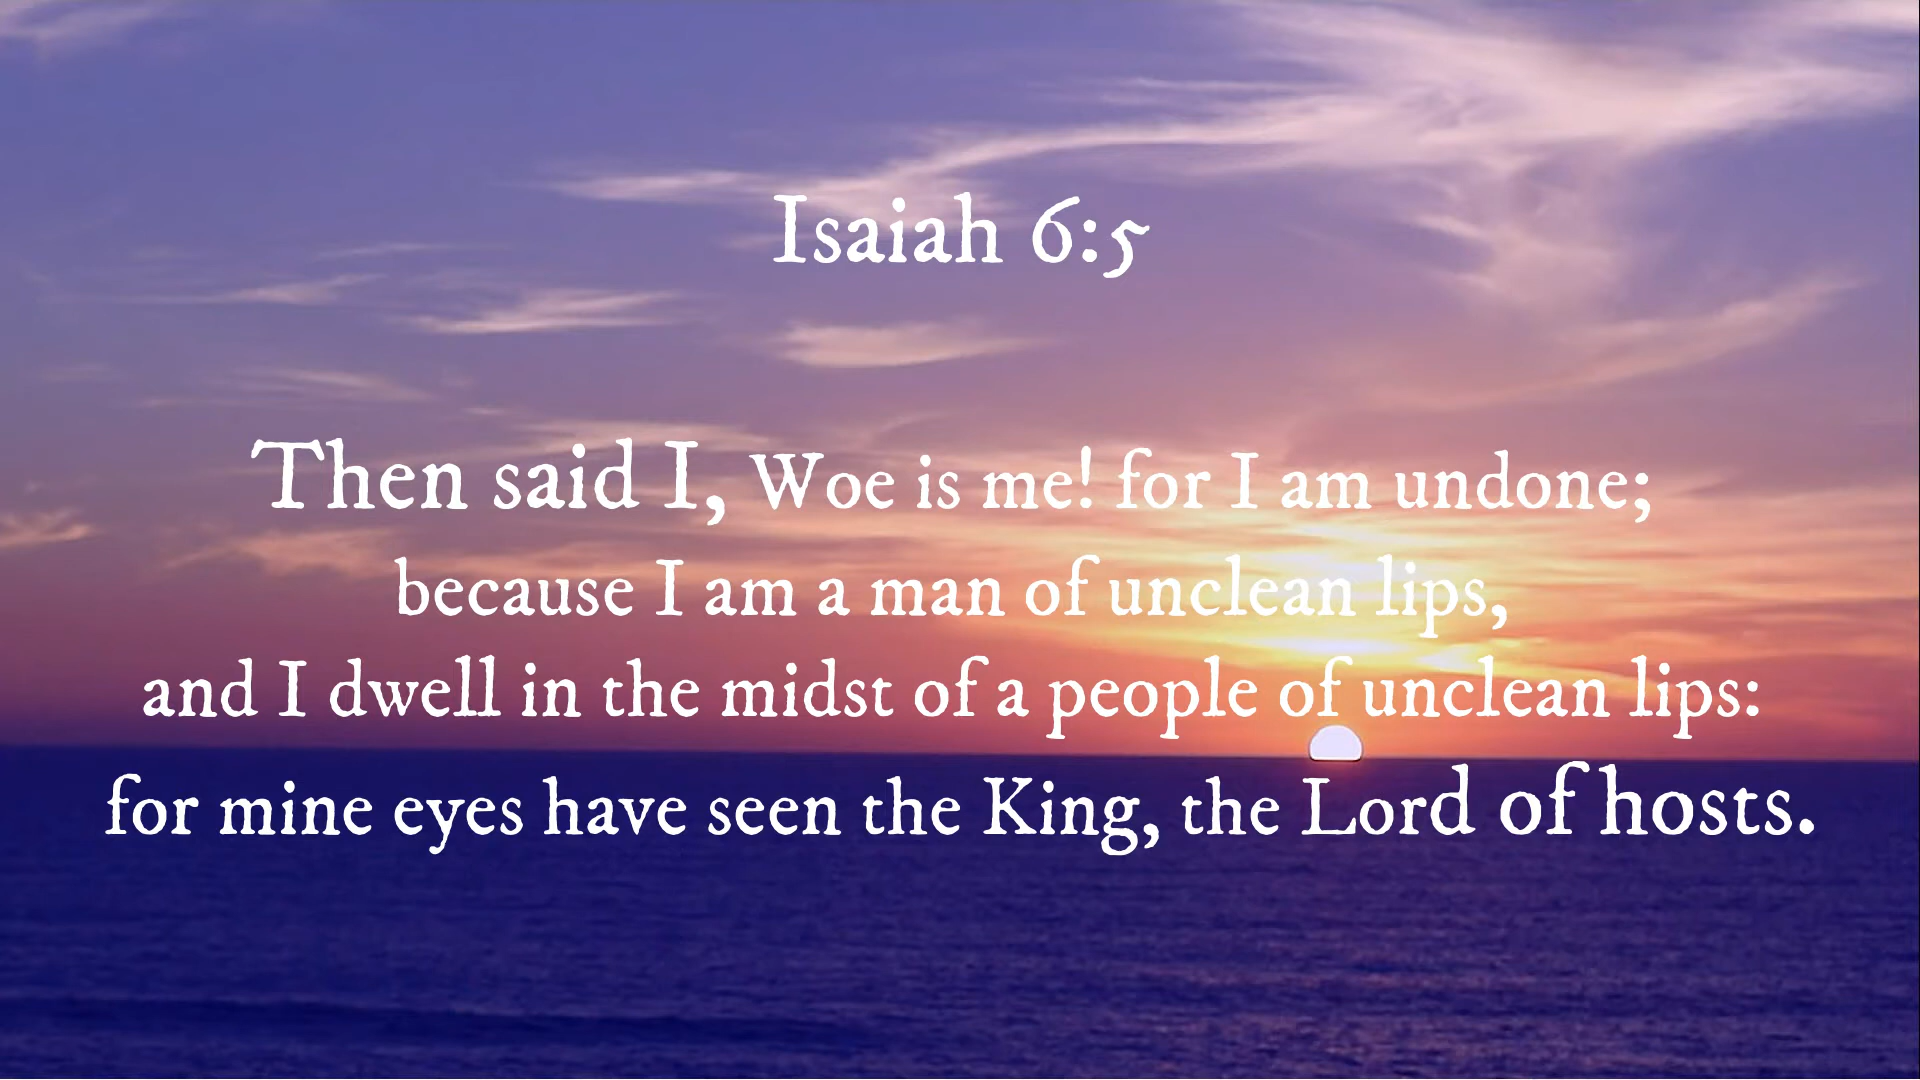 Isaiah 6:5
Then said I, Woe is me! for I am undone;
because I am a man of unclean lips,
and I dwell in the midst of a people of unclean lips:
for mine eyes have seen the King, the Lord of hosts.